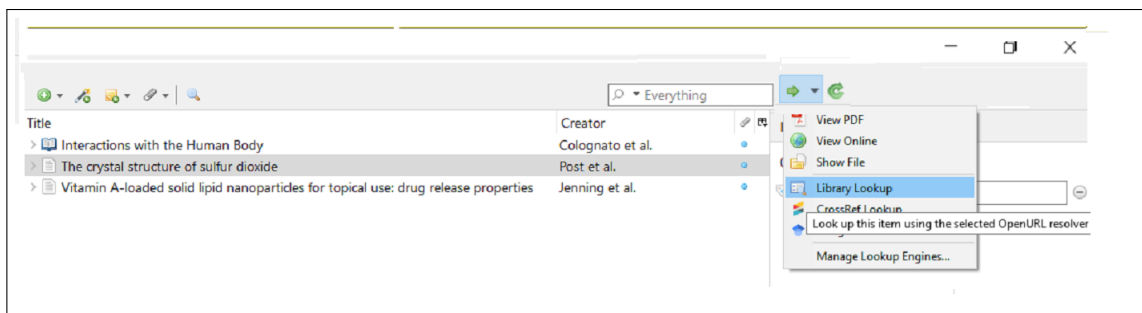 Everything
Title Creator
Interactions with the Human Body Colognato et al.
The crystal structure of sulfur dioxide Post et al.
Vitamin A-loaded solid lipid nanoparticles for topical use: drug release properties Jenning et al.
View PDF
View Online
Show File
Library Lookup
CrossRef Lookup
Look up this item using the selected OpenURL resolver
Manage Lookup Engines...